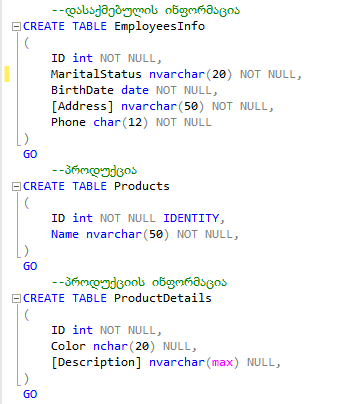 --დასაქმებულის ინფორმაცია
CREATE TABLE EmployeesInfo
(
ID int NOT NULL,
MaritalStatus nvarchar(20) NOT NULL,
BirthDate date NOT NULL,
[Address] nvarchar(50) NOT NULL,
Phone char(12) NOT NULL
)
GO
--პროდუქცია
CREATE TABLE Products
(
ID int NOT NULL IDENTITY,
Name nvarchar(50) NOT NULL,
)
GO
--პროდუქციის ინფორმაცია
CREATE TABLE ProductDetails
(
ID int NOT NULL,
Color nchar(20) NULL,
[Description] nvarchar(max) NULL,
)
GO